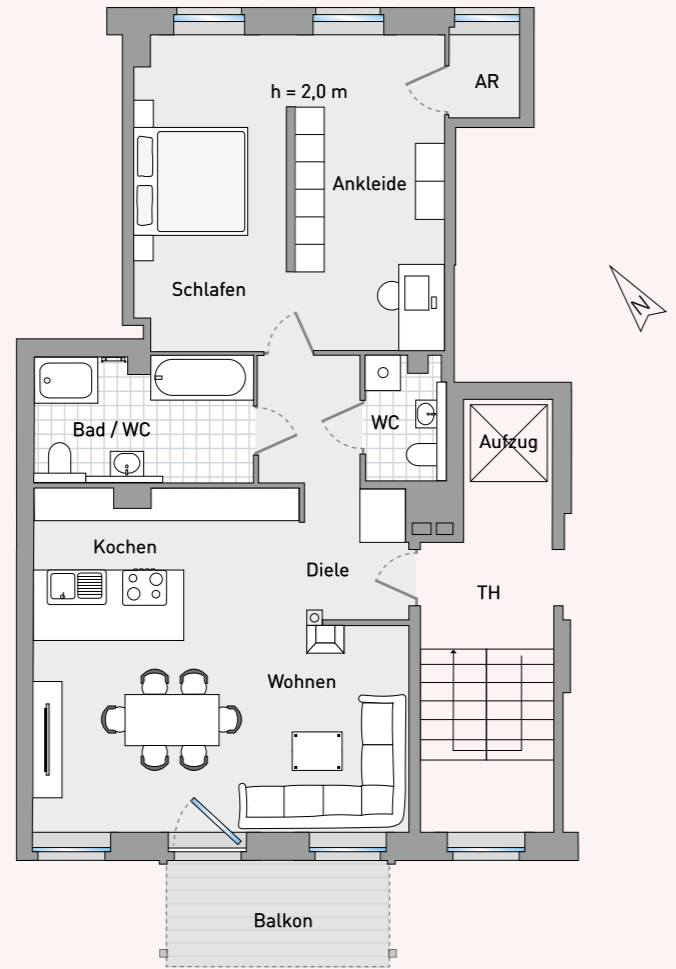 AR
h = 2,0 m
Ankleide
Schlafen
N
Bad / WC
WC
Aufzug
Kochen
Diele
TH
Wohnen
Balkon